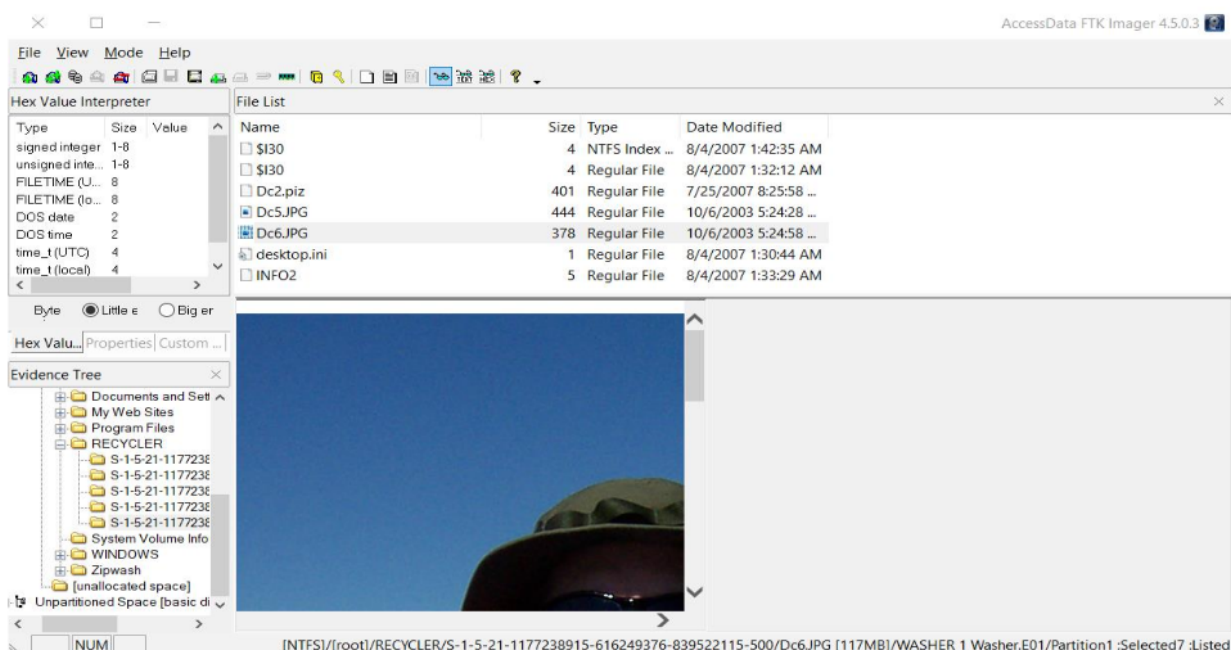 AccessData FTK Imager 4.5.0.3
File View Mode Help
Hex Value Interpreter
Type Size Value
signed integer 1-8
unsigned inte... 1-8
FILETIME (U... 8
FILETIME (lo... 8
DOS date 2
DOS time 2
time_t (UTC) 4
time_t (local) 4
Byte Little e Big er
Hex Valu... Properties Custom ...
Evidence Tree
Documents and Sett
My Web Sites
Program Files
RECYCLER
S-1-5-21-1177238
S-1-5-21-1177238
S-1-5-21-1177238
S-1-5-21-1177238
S-1-5-21-1177238
System Volume Info
WINDOWS
Zipwash
[unallocated space]
Unpartitioned Space [basic di
File List
Name Size Type Date Modified
$I30 4 NTFS Index ... 8/4/2007 1:42:35 AM
$I30 4 Regular File 8/4/2007 1:32:12 AM
Dc2.piz 401 Regular File 7/25/2007 8:25:58 ...
Dc5.JPG 444 Regular File 10/6/2003 5:24:28 ...
Dc6.JPG 378 Regular File 10/6/2003 5:24:58 ...
desktop.ini 1 Regular File 8/4/2007 1:30:44 AM
INFO2 5 Regular File 8/4/2007 1:33:29 AM
NUM
[NTFS]/[root]/RECYCLER/S-1-5-21-1177238915-616249376-839522115-500/Dc6.JPG [117MB]/WASHER 1 Washer.E01/Partition1 :Selected7 :Listed